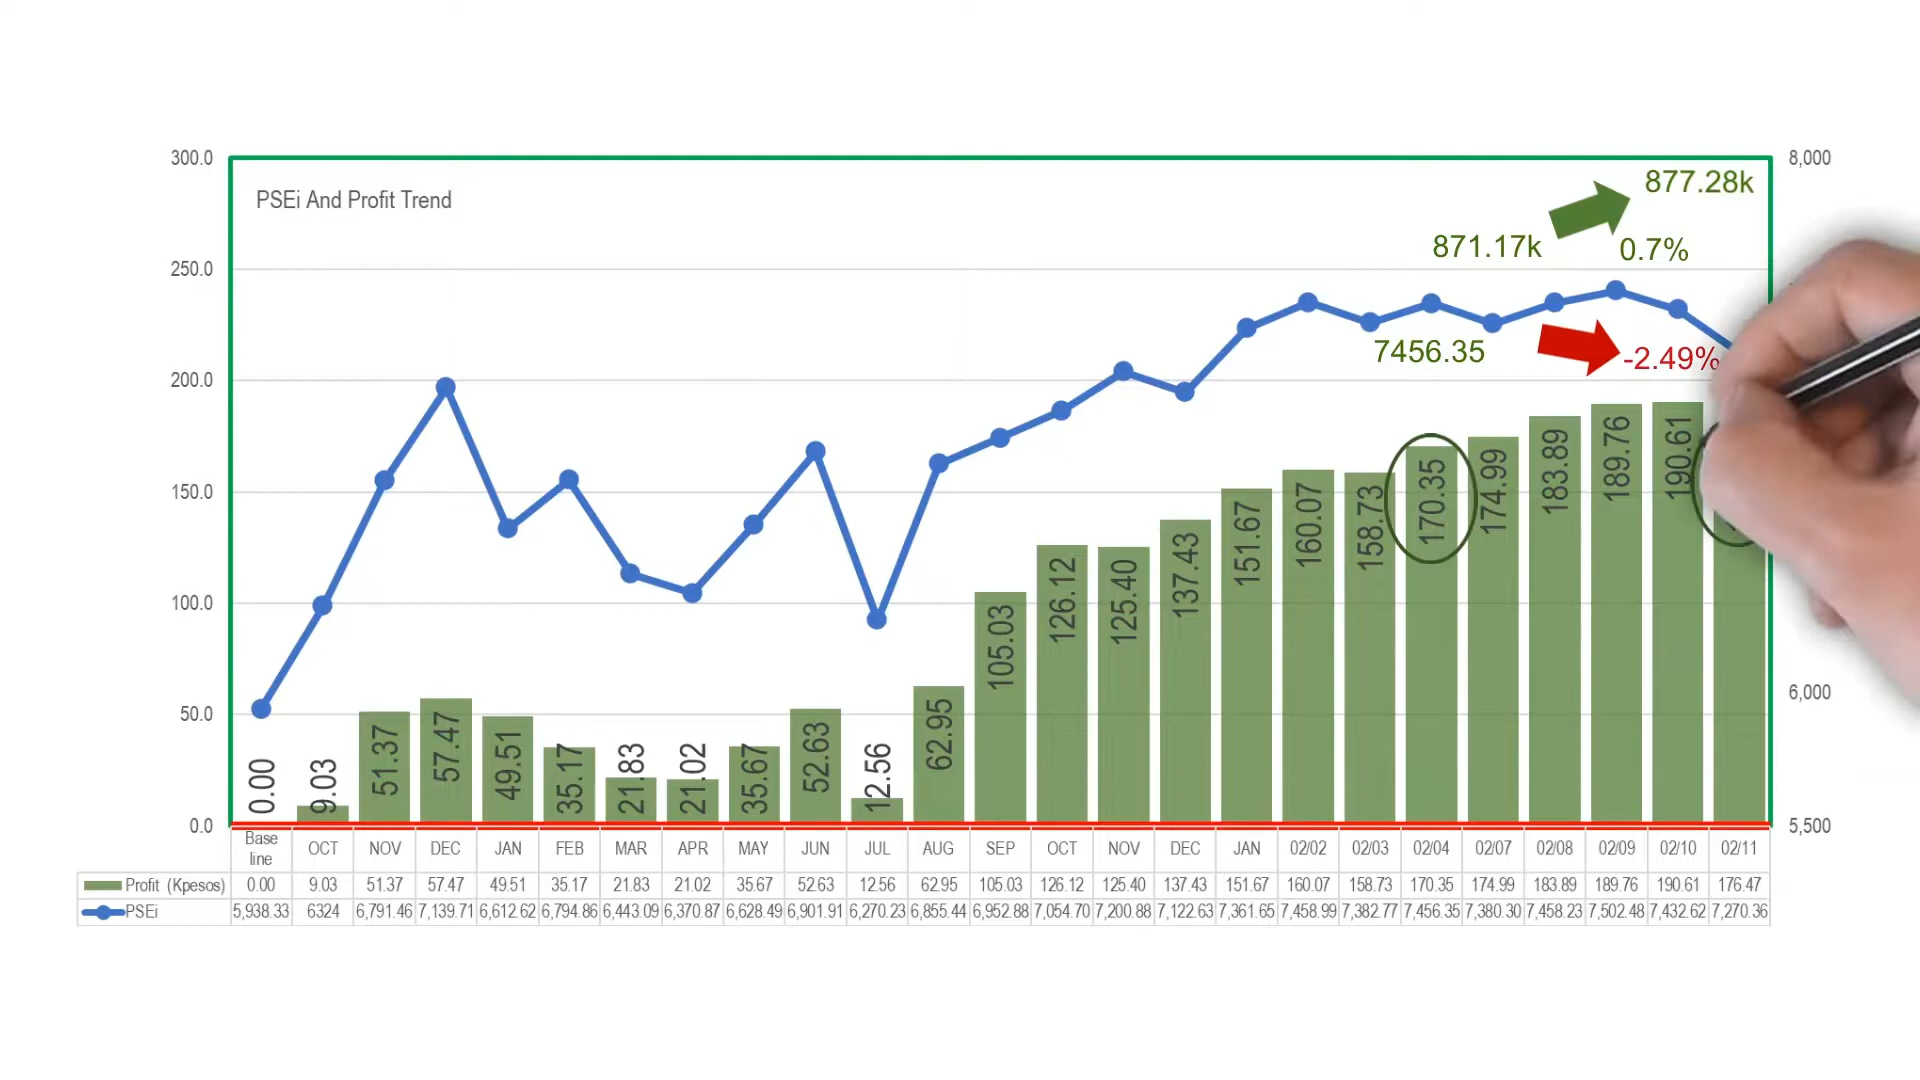 300.0
8,000
877.28k
PSEi And Profit Trend
871.17k
0.7%
250.0
7456.35
-2.49%
200.0
150.0
100.0
6,000
50.0
0.0
5,500
0.00 9.03 51.37 57.47 49.51 35.17 21.83 21.02 35.67 52.63 12.56 62.95 105.03 126.12 125.40 137.43 151.67 160.07 158.73 170.35 174.99 183.89 189.76 190.61
Base line OCT NOV DEC JAN FEB MAR APR MAY JUN JUL AUG SEP OCT NOV DEC JAN 02/02 02/03 02/04 02/07 02/08 02/09 02/10 02/11
Profit (Kpesos) 0.00 9.03 51.37 57.47 49.51 35.17 21.83 21.02 35.67 52.63 12.56 62.95 105.03 126.12 125.40 137.43 151.67 160.07 158.73 170.35 174.99 183.89 189.76 190.61 176.47
PSEi 5,938.33 6324 6,791.46 7,139.71 6,612.62 6,794.86 6,443.09 6,370.87 6,628.49 6,901.91 6,270.23 6,855.44 6,952.88 7,054.70 7,200.88 7,122.63 7,361.65 7,458.99 7,382.77 7,456.35 7,380.30 7,458.23 7,502.48 7,432.62 7,270.36